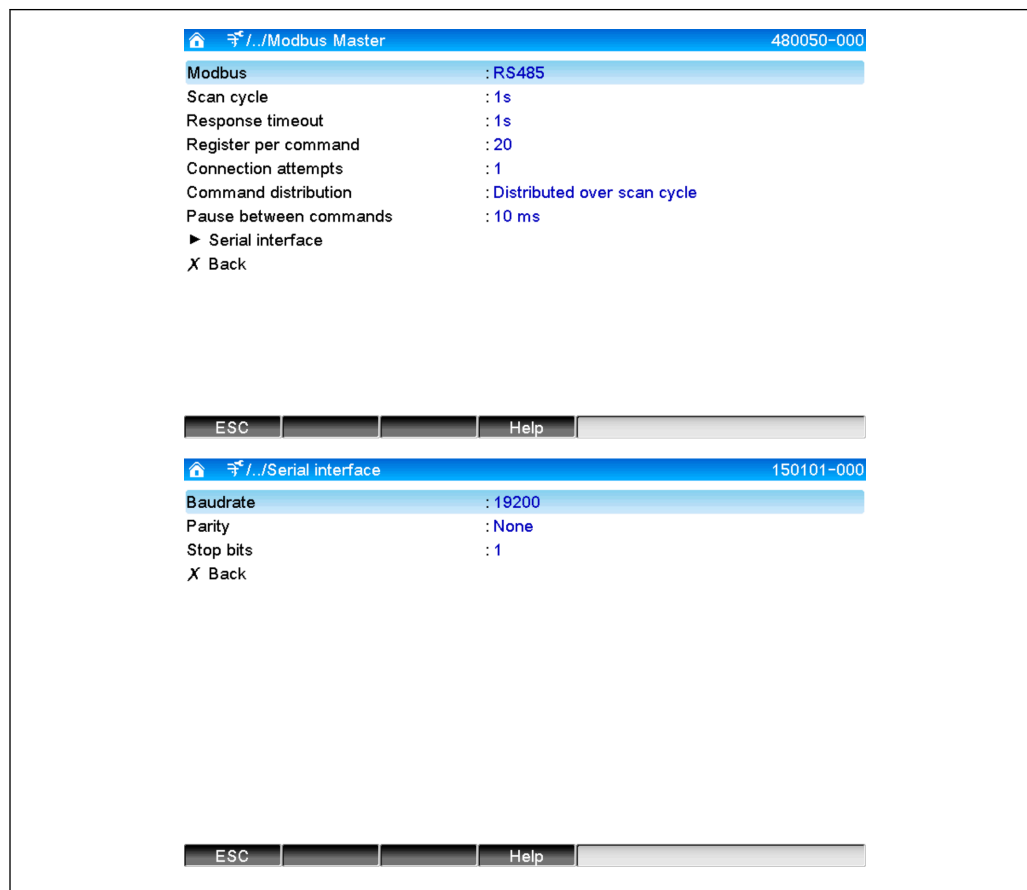 /../Modbus Master 480050-000
Modbus : RS485
Scan cycle : 1s
Response timeout : 1s
Register per command : 20
Connection attempts : 1
Command distribution : Distributed over scan cycle
Pause between commands : 10 ms
► Serial interface
X Back
ESC Help
/../Serial interface 150101-000
Baudrate : 19200
Parity : None
Stop bits : 1
X Back
ESC Help